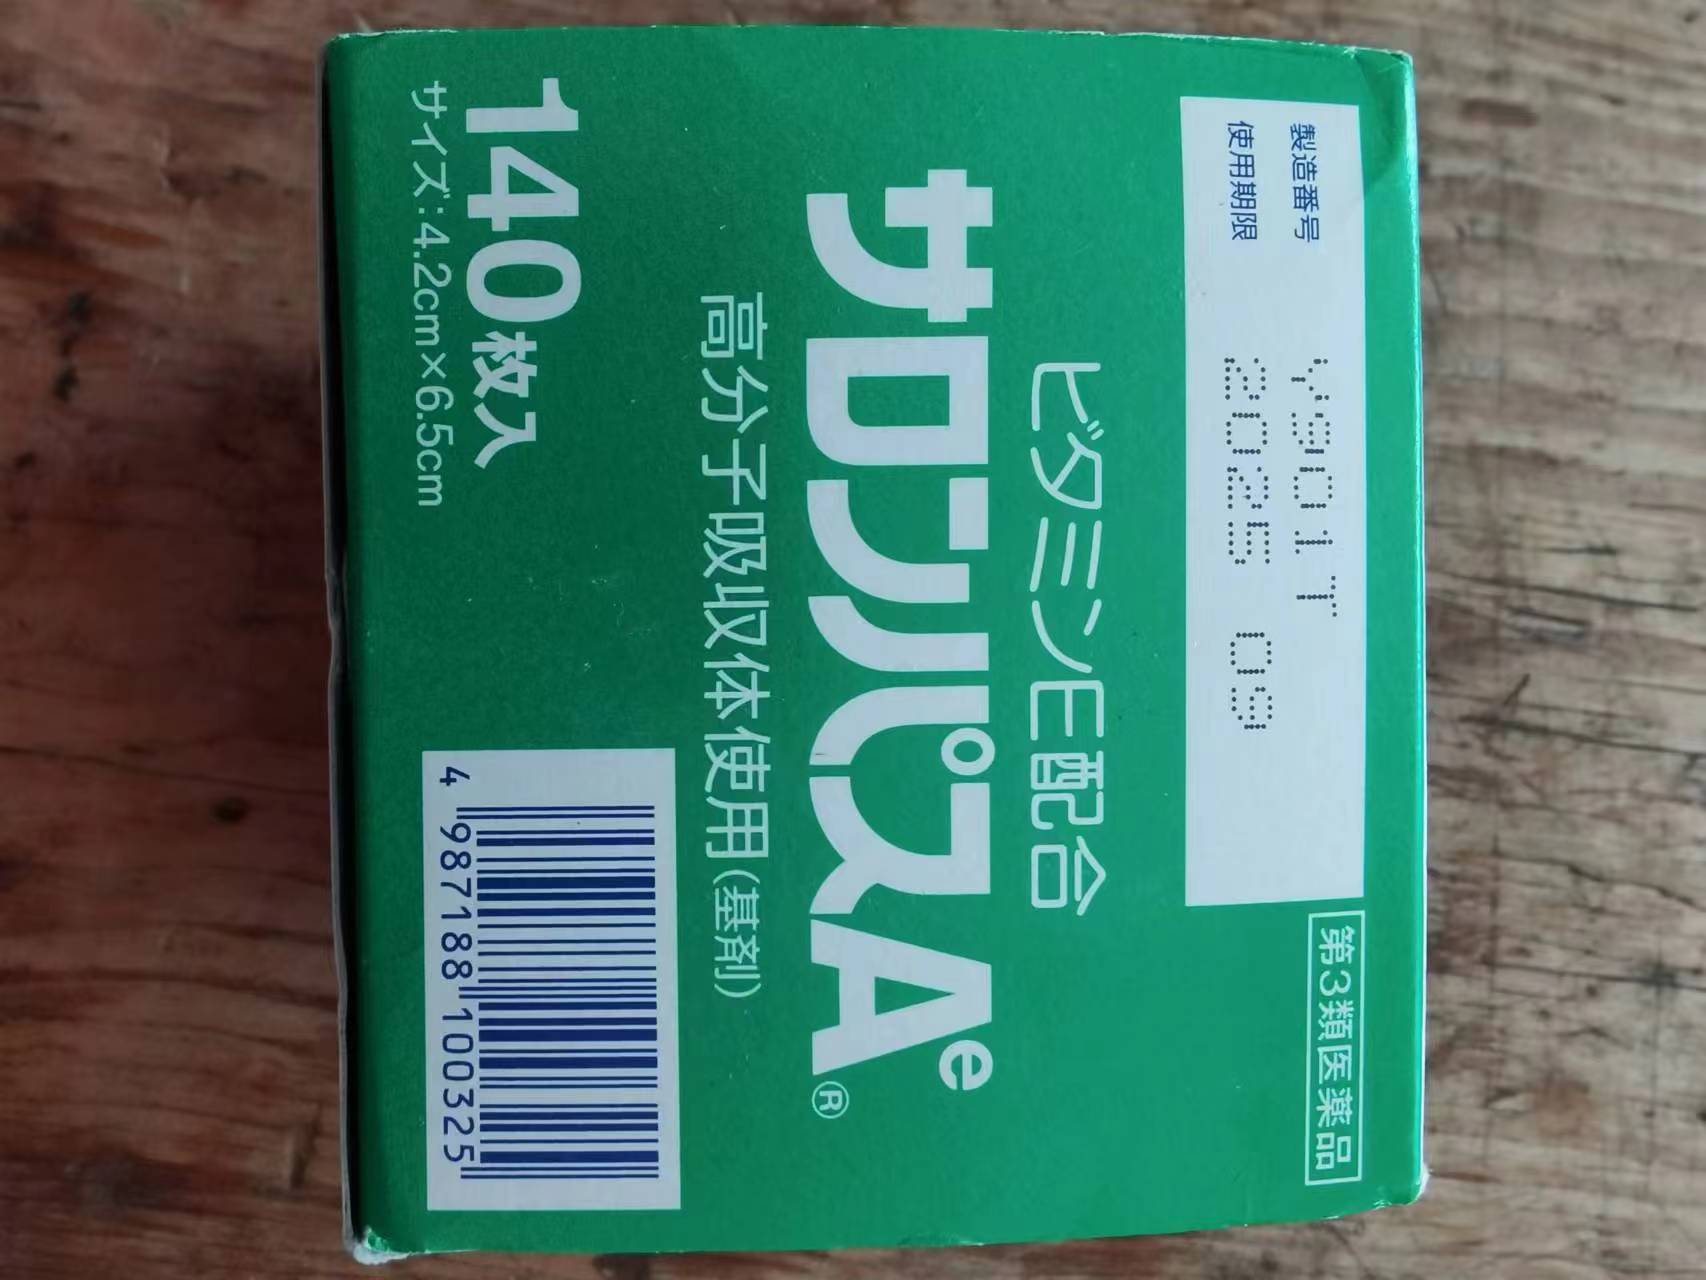 製造番号 Y901T
使用期限 2025 09
第3類医薬品
ビタミンE配合
サロンパスAe®
高分子吸収体使用(基剤)
140枚入
サイズ:4.2cm×6.5cm
4 987188 100325